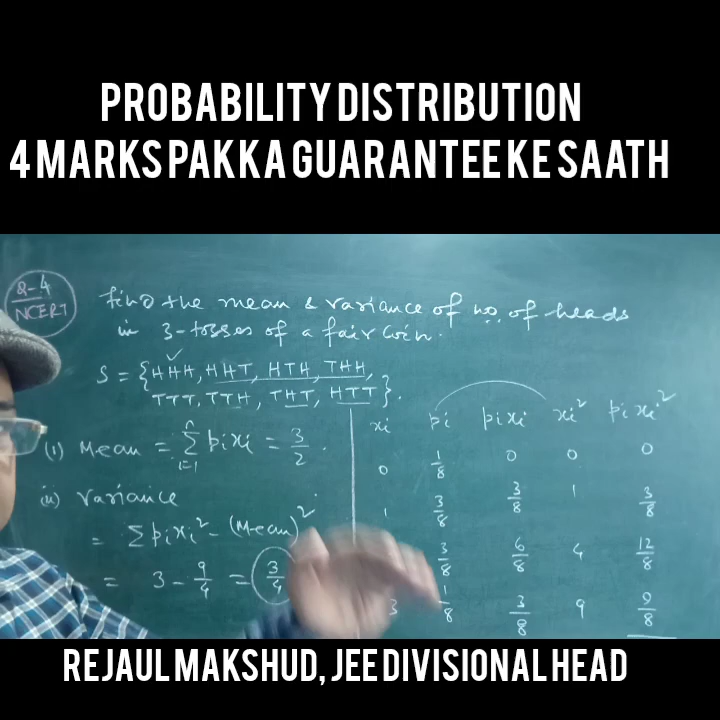 PROBABILITY DISTRIBUTION
4 MARKS PAKKA GUARANTEE KE SAATH
Q-4
NCERT
find the mean & variance of no. of heads
in 3-tosses of a fair coin.
S = {HHH, HHT, HTH, THH,
TTT, TTH, THT, HTT}.
(i) Mean = Σ pixi = 3/2.
n
i=1
(ii) Variance
= Σpixi² - (Mean)²
= 3 - 9/4 = 3/4
xi pi pixi xi² pixi²
0 1/8 0 0 0
1 3/8 3/8 1 3/8
3/8 6/8 4 12/8
3 1/8 3/8 9 9/8
REJAUL MAKSHUD, JEE DIVISIONAL HEAD